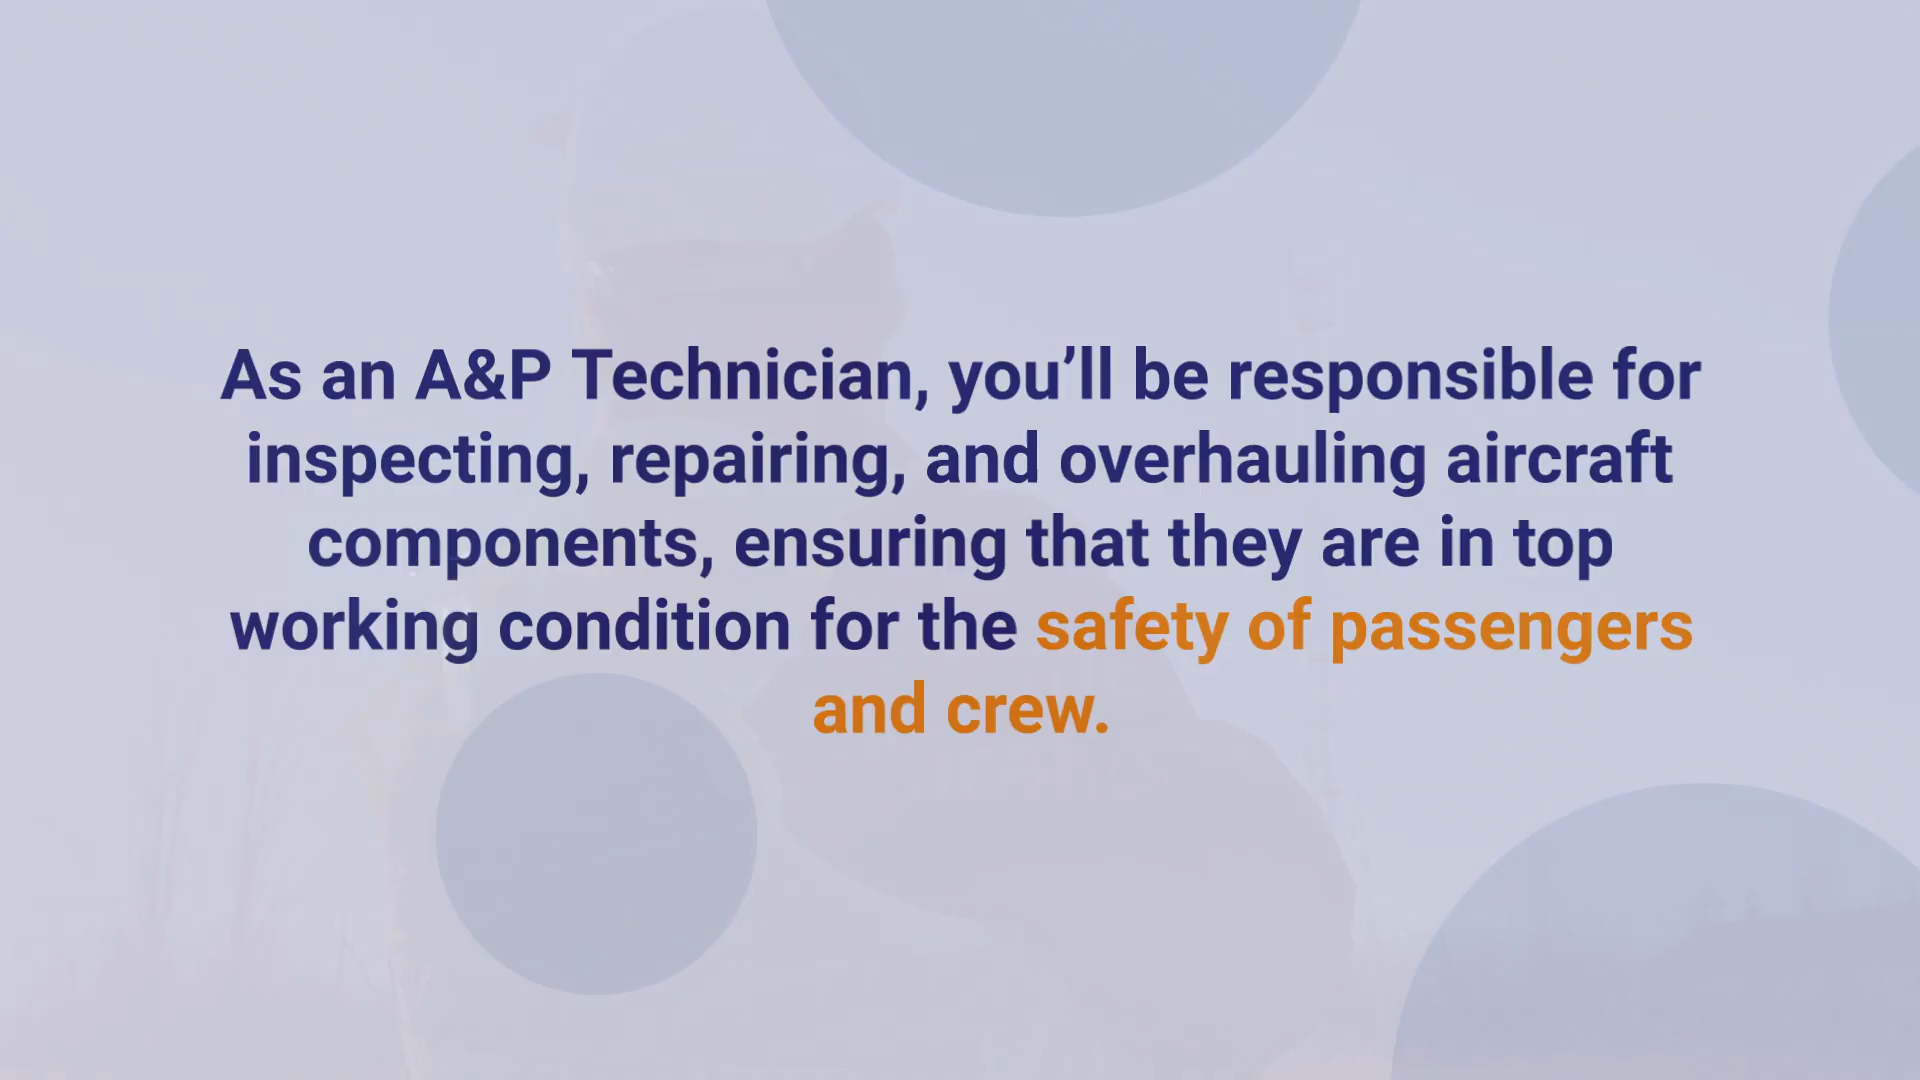 As an A&P Technician, you’ll be responsible for
inspecting, repairing, and overhauling aircraft
components, ensuring that they are in top
working condition for the safety of passengers
and crew.